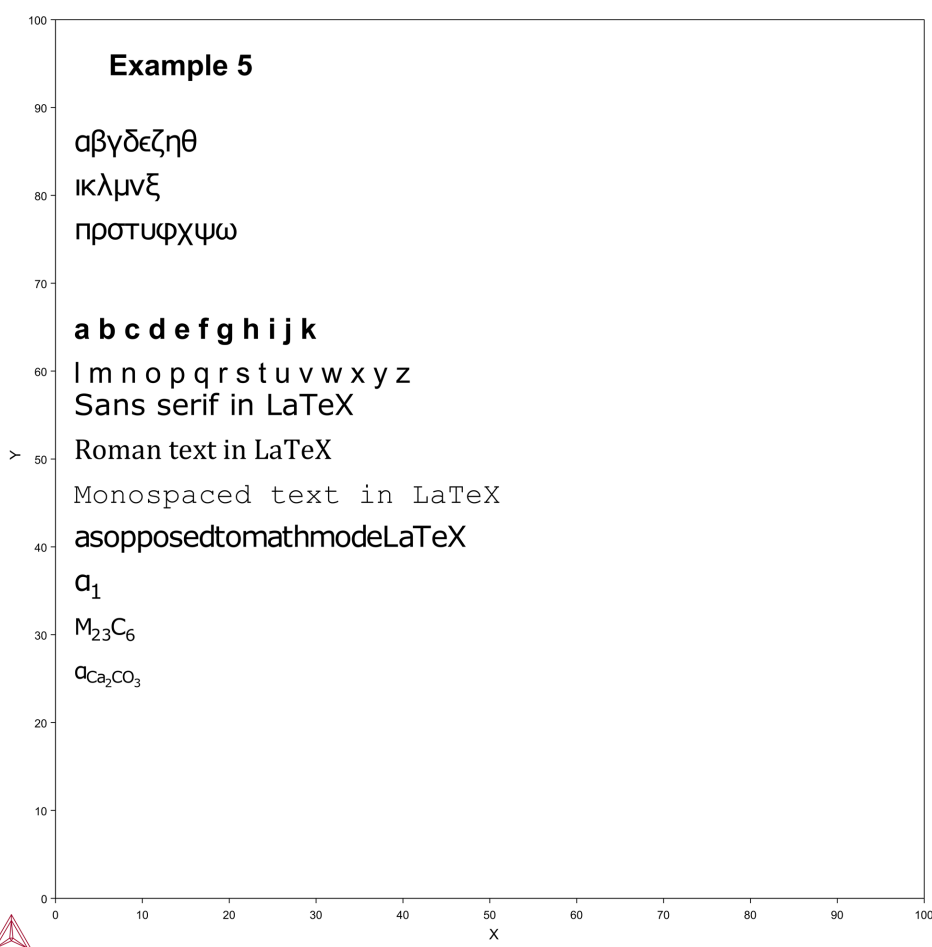 100
Example 5
90
αβγδϵζηθ
80
ικλμνξ
πρστυφχψω
70
a b c d e f g h i j k
60
l m n o p q r s t u v w x y z
Sans serif in LaTeX
Y
50
Roman text in LaTeX
Monospaced text in LaTeX
40
asopposedtomathmodeLaTeX
α₁
30
M₂₃C₆
αCa₂CO₃
20
10
0
0 10 20 30 40 50 60 70 80 90 100
X